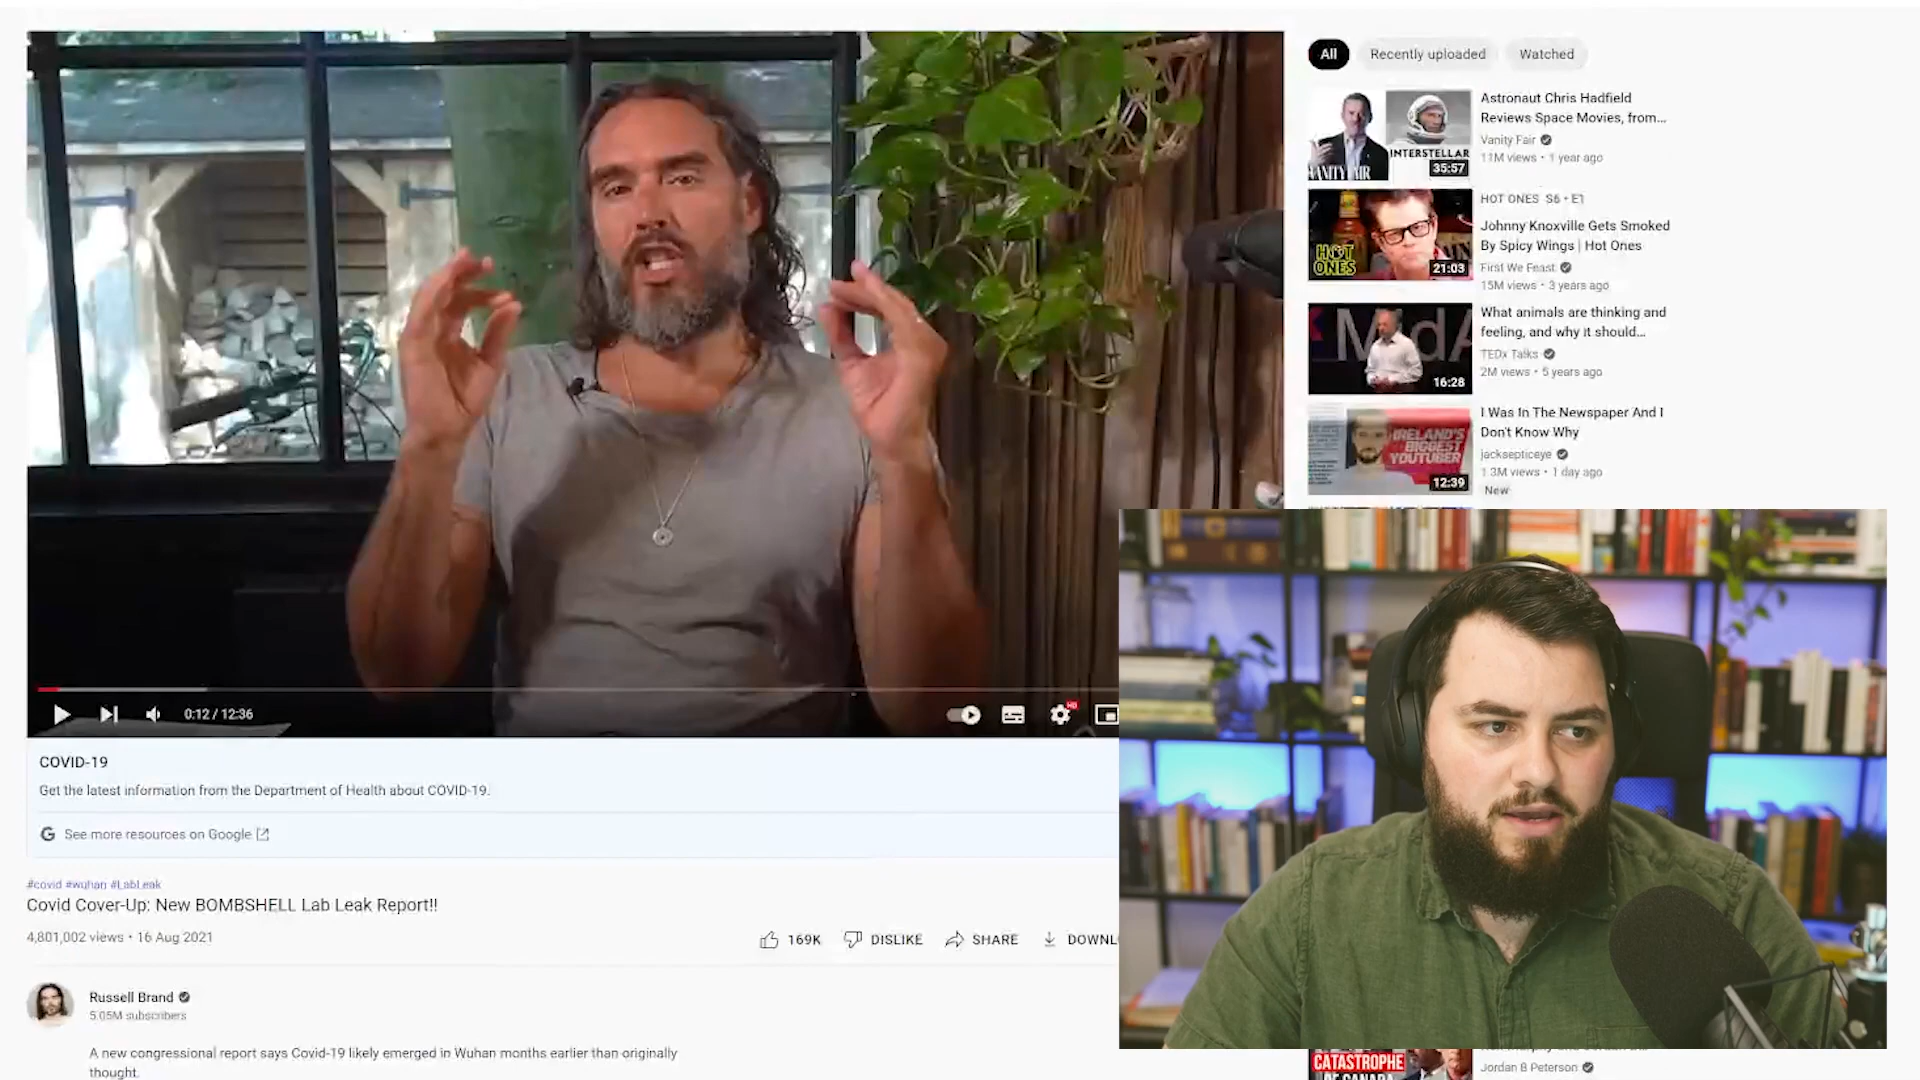 All
Recently uploaded
Watched
Astronaut Chris Hadfield
Reviews Space Movies, from...
Vanity Fair
11M views • 1 year ago
INTERSTELLAR
35:57
HOT ONES S6 • E1
Johnny Knoxville Gets Smoked
By Spicy Wings | Hot Ones
First We Feast
15M views • 3 years ago
HOT
ONES
21:03
What animals are thinking and
feeling, and why it should...
TEDx Talks
2M views • 5 years ago
16:28
I Was In The Newspaper And I
Don't Know Why
jacksepticeye
1.3M views • 1 day ago
New
IRELAND'S
BIGGEST
YOUTUBER
12:39
0:12 / 12:36
HD
COVID-19
Get the latest information from the Department of Health about COVID-19.
See more resources on Google
#covid #wuhan #LabLeak
Covid Cover-Up: New BOMBSHELL Lab Leak Report!!
4,801,002 views • 16 Aug 2021
169K
DISLIKE
SHARE
DOWNL
Russell Brand
5.05M subscribers
A new congressional report says Covid-19 likely emerged in Wuhan months earlier than originally
thought.
CATASTROPHE
OF CANADA
Jordan B Peterson